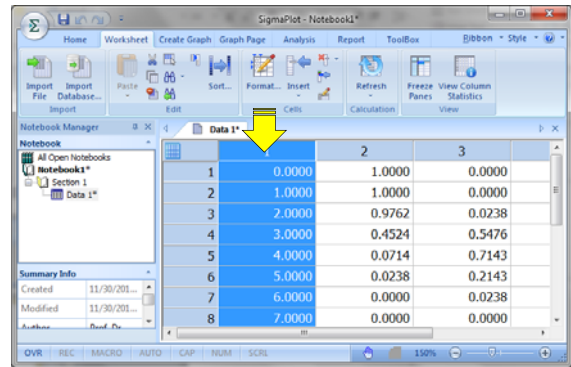 SigmaPlot - Notebook1*
Home Worksheet Create Graph Graph Page Analysis Report ToolBox Ribbon Style
Import File Import Database... Paste Sort... Format... Insert Refresh Freeze Panes View Column Statistics
Import Edit Cells Calculation View
Notebook Manager
Notebook
All Open Notebooks
Notebook1*
Section 1
Data 1*
Summary Info
Created 11/30/201...
Modified 11/30/201...
Data 1*
1 2 3
1 0.0000 1.0000 0.0000
2 1.0000 1.0000 0.0000
3 2.0000 0.9762 0.0238
4 3.0000 0.4524 0.5476
5 4.0000 0.0714 0.7143
6 5.0000 0.0238 0.2143
7 6.0000 0.0000 0.0238
8 7.0000 0.0000 0.0000
OVR REC MACRO AUTO CAP NUM SCRL 150%